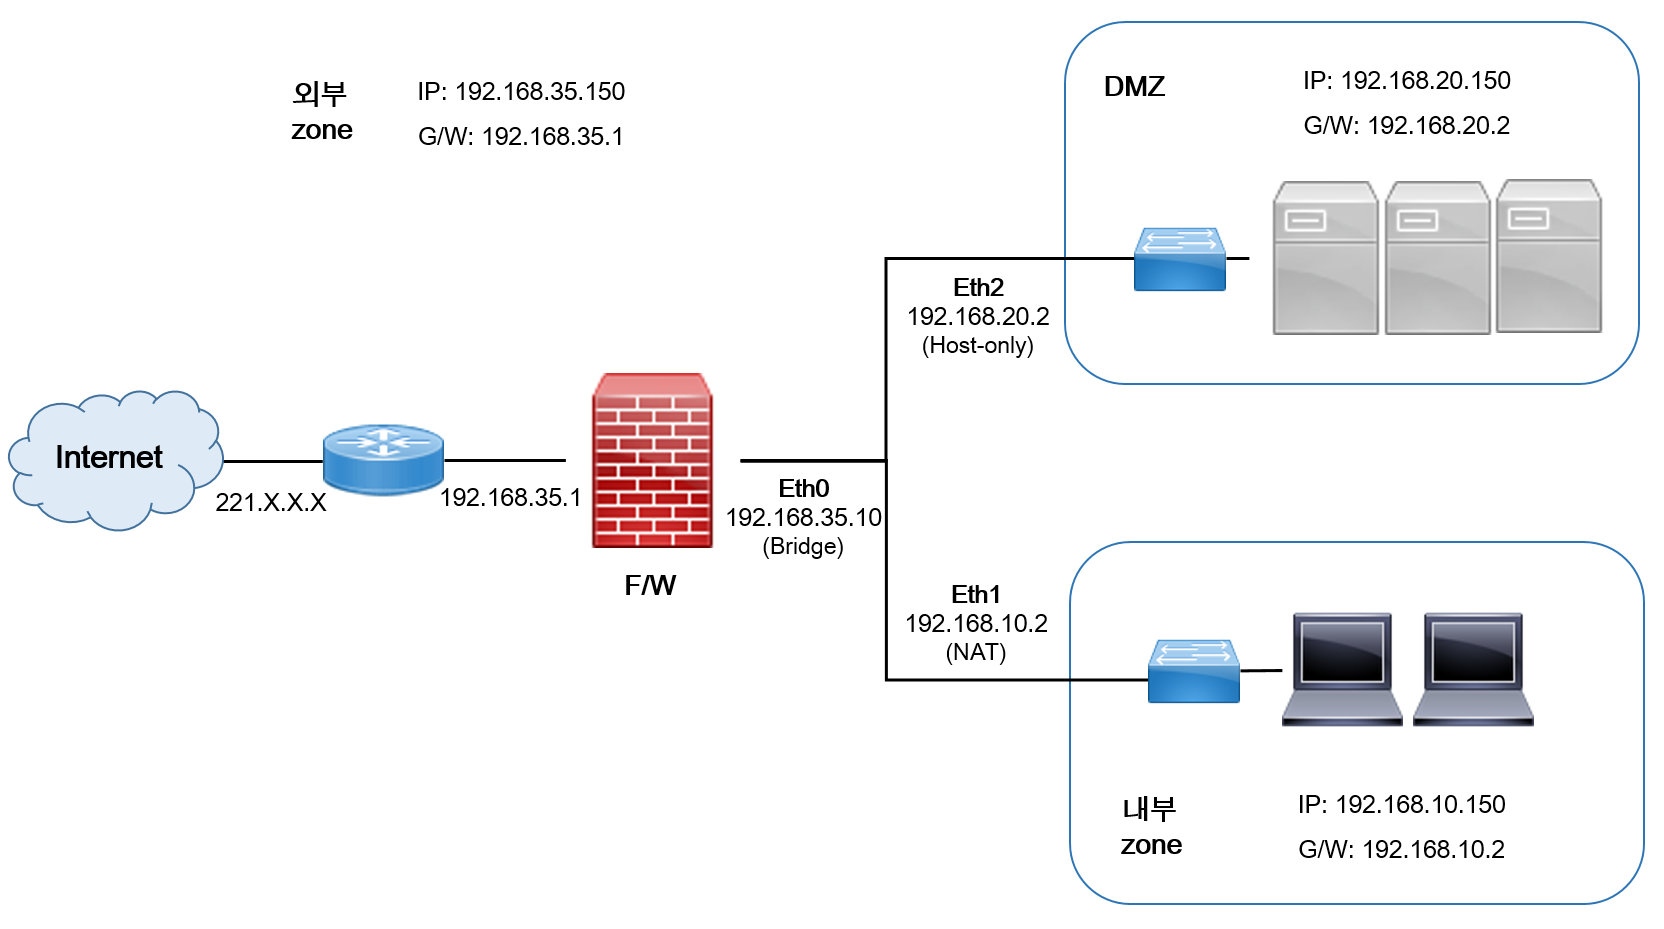 외부
zone
IP: 192.168.35.150
G/W: 192.168.35.1
DMZ
IP: 192.168.20.150
G/W: 192.168.20.2
Eth2
192.168.20.2
(Host-only)
Internet
221.X.X.X
192.168.35.1
F/W
Eth0
192.168.35.10
(Bridge)
Eth1
192.168.10.2
(NAT)
내부
zone
IP: 192.168.10.150
G/W: 192.168.10.2